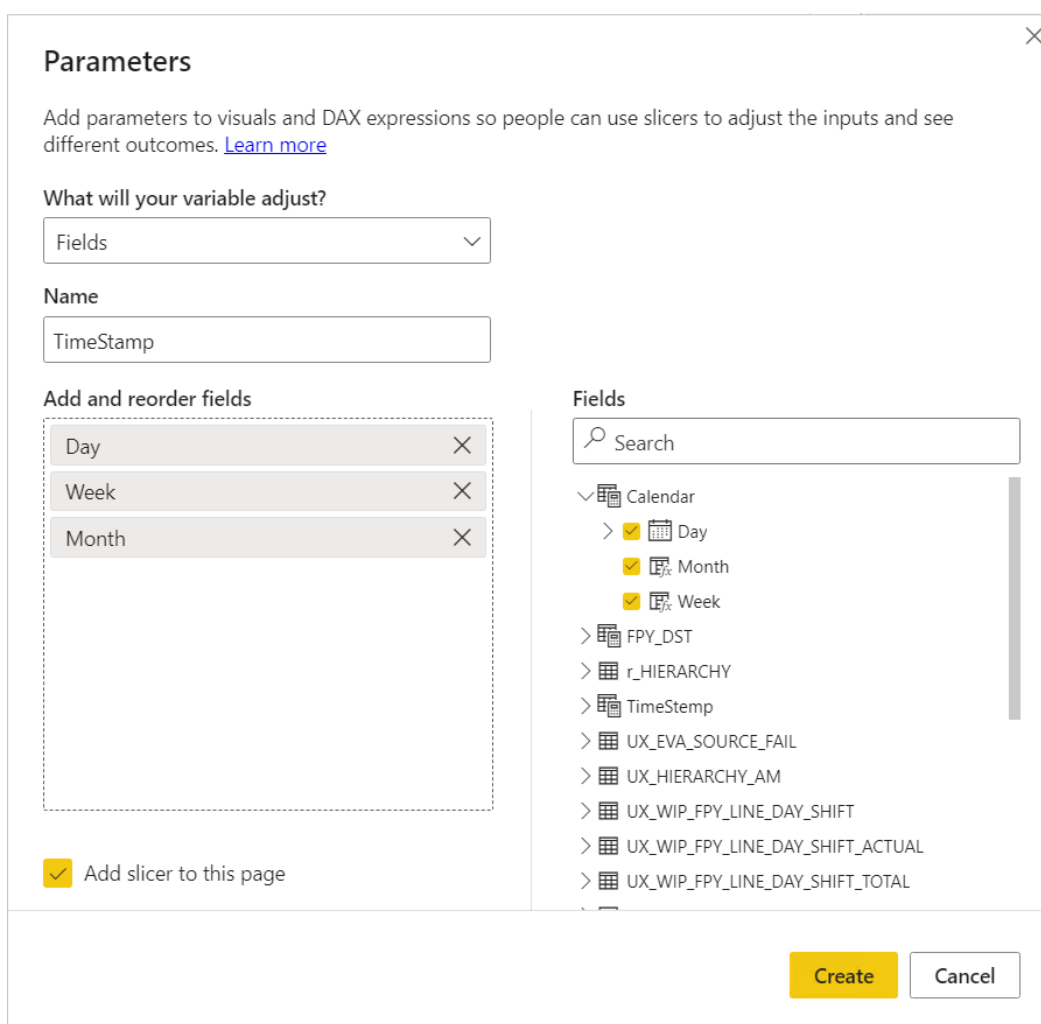 Parameters
Add parameters to visuals and DAX expressions so people can use slicers to adjust the inputs and see
different outcomes. Learn more
What will your variable adjust?
Fields
Name
TimeStamp
Add and reorder fields
Day
Week
Month
Add slicer to this page
Fields
Search
Calendar
Day
Month
Week
FPY_DST
r_HIERARCHY
TimeStemp
UX_EVA_SOURCE_FAIL
UX_HIERARCHY_AM
UX_WIP_FPY_LINE_DAY_SHIFT
UX_WIP_FPY_LINE_DAY_SHIFT_ACTUAL
UX_WIP_FPY_LINE_DAY_SHIFT_TOTAL
Create
Cancel